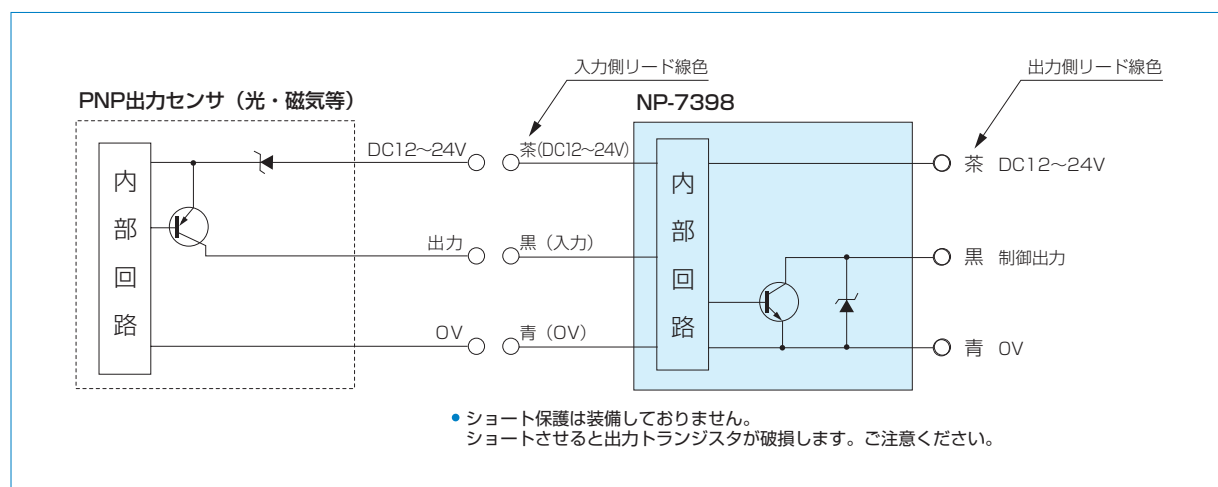 入力側リード線色
出力側リード線色
PNP出力センサ（光・磁気等）
NP-7398
内部回路
DC12～24V
茶(DC12～24V)
内部回路
茶 DC12～24V
出力
黒（入力）
黒 制御出力
0V
青（0V）
青 0V
● ショート保護は装備しておりません。
ショートさせると出力トランジスタが破損します。ご注意ください。